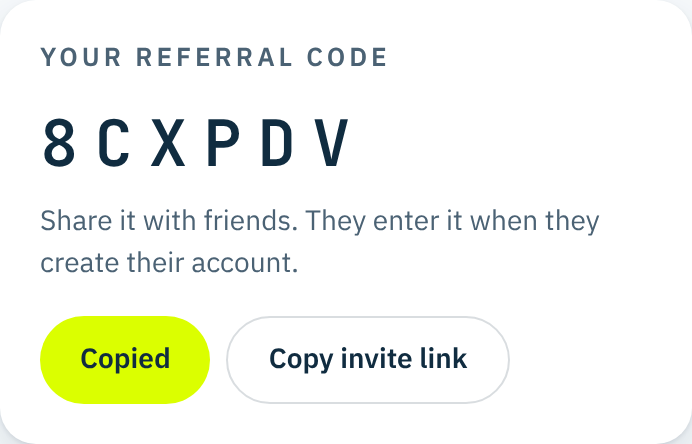 YOUR REFERRAL CODE
8CXPDV
Share it with friends. They enter it when they
create their account.
Copied
Copy invite link